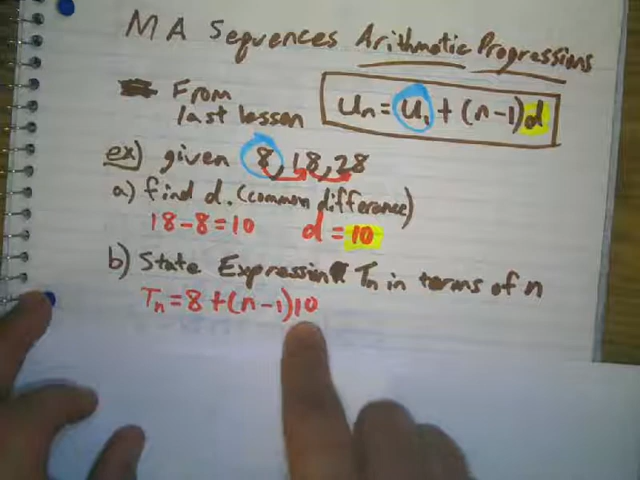 MA Sequences Arithmatic Progressions
From
last lesson
Un = U1 + (n-1)d
ex) given 8, 18, 28
a) find d. (common difference)
18-8=10 d = 10
b) State Expression Tn in terms of n
Tn = 8 + (n-1)10